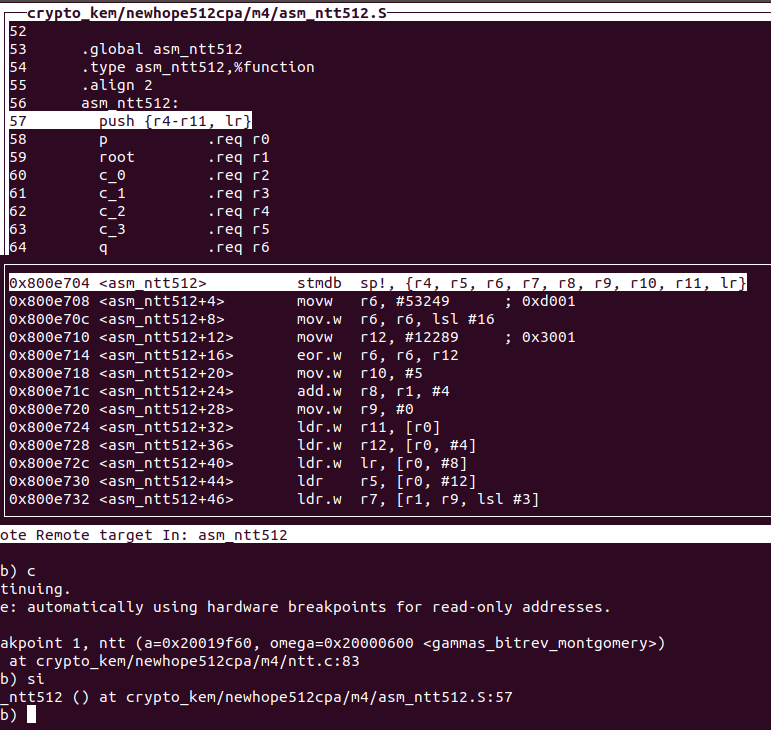 crypto_kem/newhope512cpa/m4/asm_ntt512.S
52
53 .global asm_ntt512
54 .type asm_ntt512,%function
55 .align 2
56 asm_ntt512:
57 push {r4-r11, lr}
58 p .req r0
59 root .req r1
60 c_0 .req r2
61 c_1 .req r3
62 c_2 .req r4
63 c_3 .req r5
64 q .req r6
0x800e704 <asm_ntt512> stmdb sp!, {r4, r5, r6, r7, r8, r9, r10, r11, lr}
0x800e708 <asm_ntt512+4> movw r6, #53249 ; 0xd001
0x800e70c <asm_ntt512+8> mov.w r6, r6, lsl #16
0x800e710 <asm_ntt512+12> movw r12, #12289 ; 0x3001
0x800e714 <asm_ntt512+16> eor.w r6, r6, r12
0x800e718 <asm_ntt512+20> mov.w r10, #5
0x800e71c <asm_ntt512+24> add.w r8, r1, #4
0x800e720 <asm_ntt512+28> mov.w r9, #0
0x800e724 <asm_ntt512+32> ldr.w r11, [r0]
0x800e728 <asm_ntt512+36> ldr.w r12, [r0, #4]
0x800e72c <asm_ntt512+40> ldr.w lr, [r0, #8]
0x800e730 <asm_ntt512+44> ldr r5, [r0, #12]
0x800e732 <asm_ntt512+46> ldr.w r7, [r1, r9, lsl #3]
ote Remote target In: asm_ntt512
b) c
tinuing.
e: automatically using hardware breakpoints for read-only addresses.
akpoint 1, ntt (a=0x20019f60, omega=0x20000600 <gammas_bitrev_montgomery>)
at crypto_kem/newhope512cpa/m4/ntt.c:83
b) si
_ntt512 () at crypto_kem/newhope512cpa/m4/asm_ntt512.S:57
b)